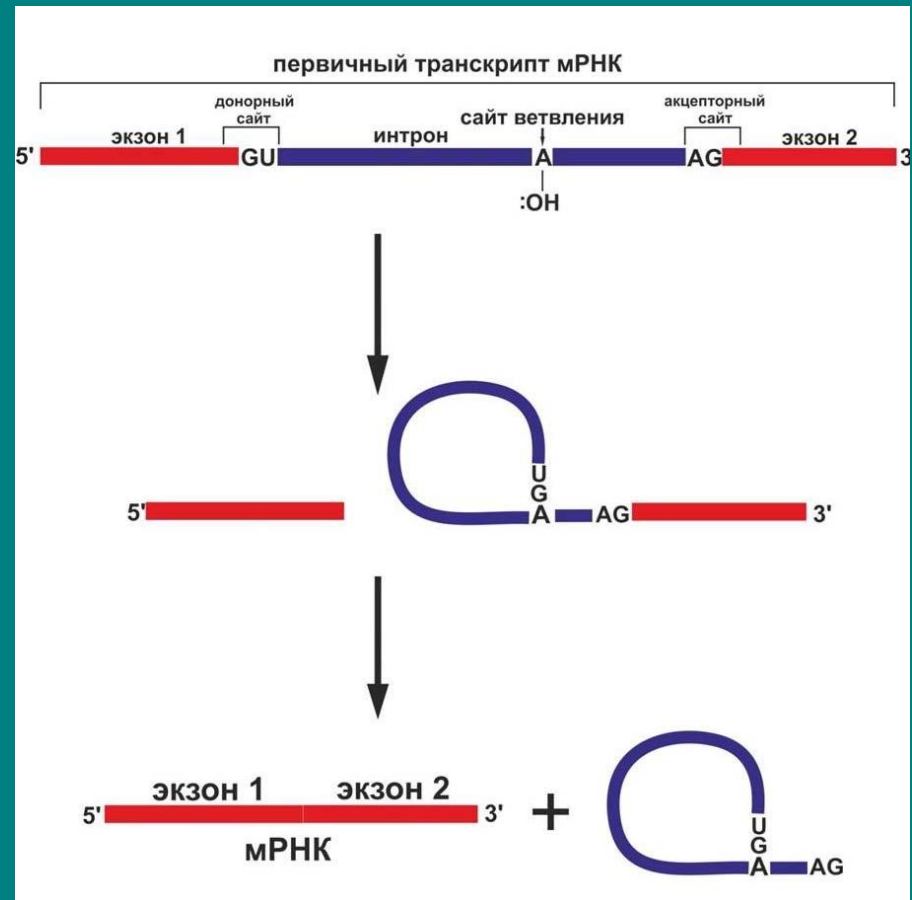 первичный транскрипт мРНК
донорный
сайт
акцепторный
сайт
сайт ветвления
экзон 1
интрон
экзон 2
5' GU A AG 3
:OH
U
G
5' A AG 3'
экзон 1 экзон 2
5' 3' +
мРНК
U
G
A AG